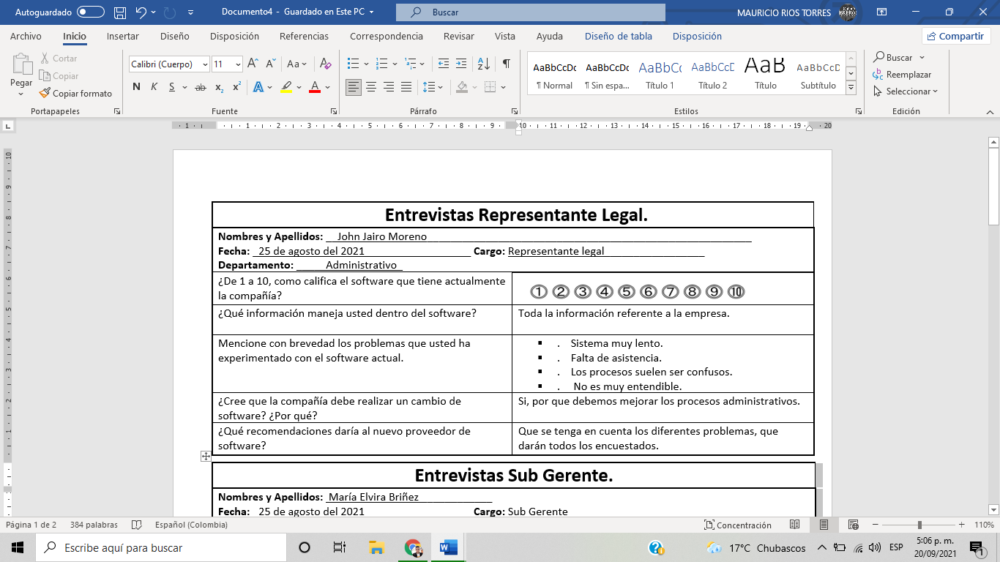 Autoguardado
Documento4 - Guardado en Este PC
Buscar
MAURICIO RIOS TORRES
Archivo Inicio Insertar Diseño Disposición Referencias Correspondencia Revisar Vista Ayuda Diseño de tabla Disposición
Compartir
Pegar
Cortar
Copiar
Copiar formato
Portapapeles
Calibri (Cuerpo) 11
N K S ab x₂ x²
Fuente
Párrafo
AaBbCcDc AaBbCcDc AaBbC AaBbCcD AaB AaBbCcD
¶ Normal ¶ Sin espa... Título 1 Título 2 Título Subtítulo
Estilos
Buscar
Reemplazar
Seleccionar
Edición
Entrevistas Representante Legal.
Nombres y Apellidos: John Jairo Moreno
Fecha: 25 de agosto del 2021 Cargo: Representante legal
Departamento: Administrativo
¿De 1 a 10, como califica el software que tiene actualmente
la compañía?
① ② ③ ④ ⑤ ⑥ ⑦ ⑧ ⑨ ⑩
¿Qué información maneja usted dentro del software?
Toda la información referente a la empresa.
Mencione con brevedad los problemas que usted ha
experimentado con el software actual.
▪ . Sistema muy lento.
▪ . Falta de asistencia.
▪ . Los procesos suelen ser confusos.
▪ . No es muy entendible.
¿Cree que la compañía debe realizar un cambio de
software? ¿Por qué?
Si, por que debemos mejorar los procesos administrativos.
¿Qué recomendaciones daría al nuevo proveedor de
software?
Que se tenga en cuenta los diferentes problemas, que
darán todos los encuestados.
Entrevistas Sub Gerente.
Nombres y Apellidos: María Elvira Briñez
Fecha: 25 de agosto del 2021 Cargo: Sub Gerente
Página 1 de 2 384 palabras Español (Colombia)
Concentración
110%
Escribe aquí para buscar
17°C Chubascos
ESP
5:06 p. m.
20/09/2021
1